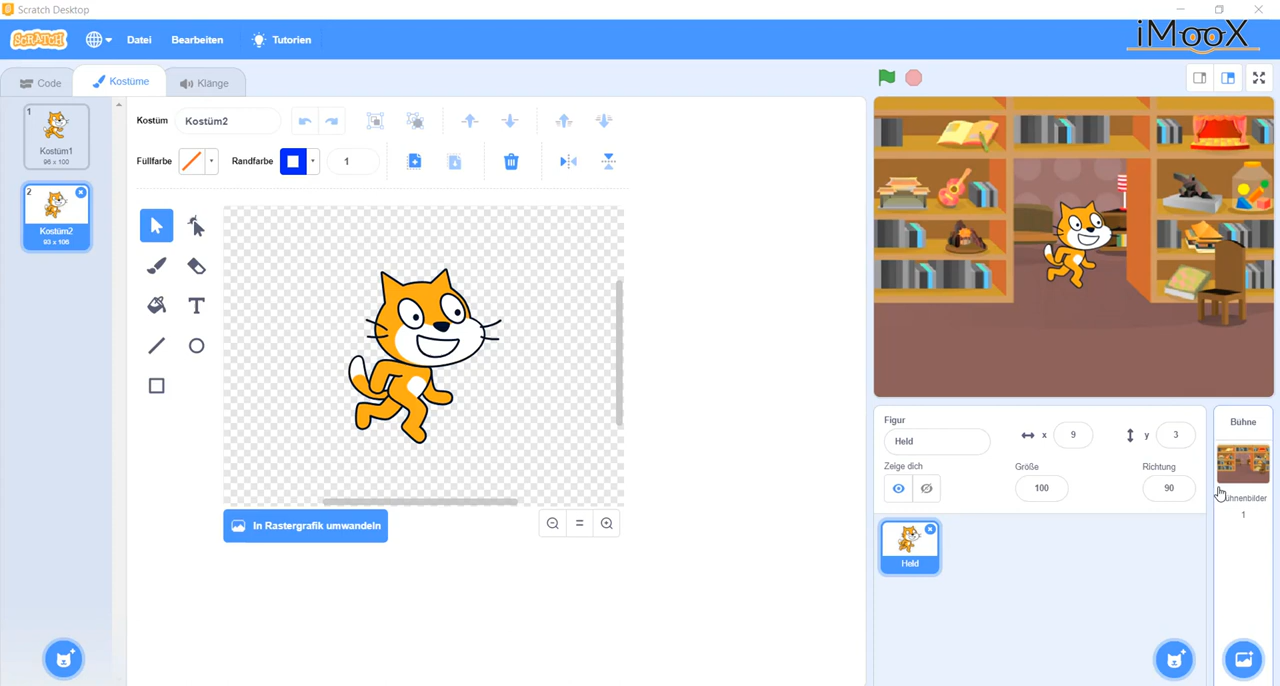 Scratch Desktop
SCRATCH Datei Bearbeiten Tutorien
iMooX
Code Kostüme Klänge
1
Kostüm1
96 x 100
2
Kostüm2
93 x 106
Kostüm Kostüm2
Füllfarbe Randfarbe 1
T
In Rastergrafik umwandeln
Figur
Held
x 9
y 3
Zeige dich
Größe
100
Richtung
90
Held
Bühne
ühnenbilder
1